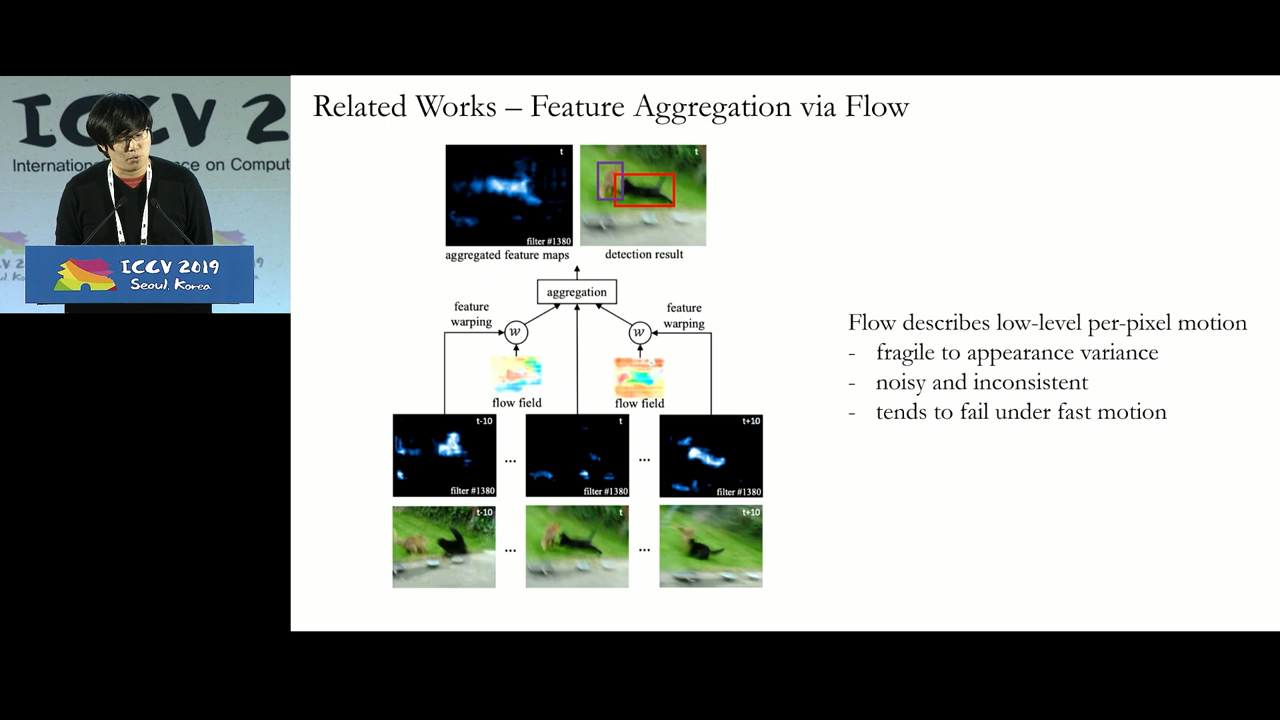 ICCV 2
International
ce on Comput
ICCV 2019
Seoul, Korea
Related Works – Feature Aggregation via Flow
t
filter #1380
t
aggregated feature maps
detection result
aggregation
feature
warping
feature
warping
W
W
flow field
flow field
t-10
filter #1380
...
t
filter #1380
...
t+10
filter #1380
t-10
...
t
...
t+10
Flow describes low-level per-pixel motion
- fragile to appearance variance
- noisy and inconsistent
- tends to fail under fast motion